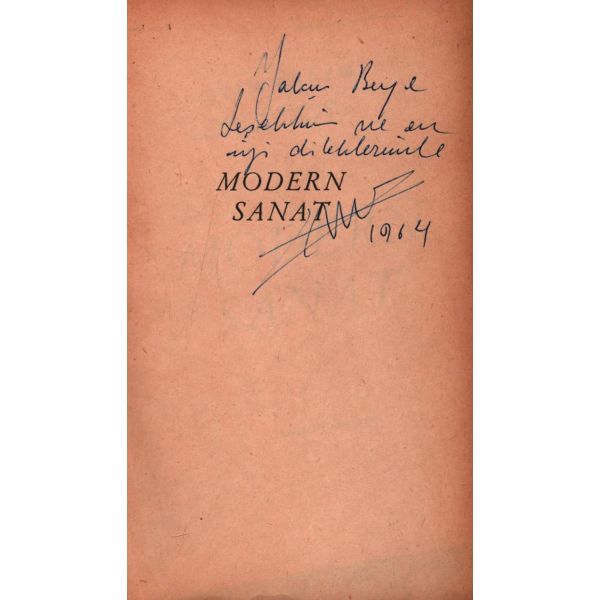 Yalçın Beye
teşekkür ve en
iyi dileklerimle
MODERN
SANAT
1964